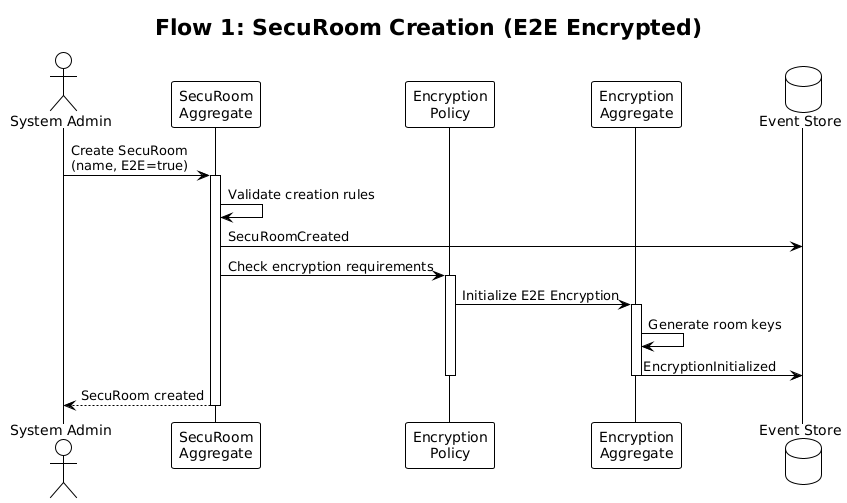 Flow 1: SecuRoom Creation (E2E Encrypted)
System Admin
SecuRoom
Aggregate
Encryption
Policy
Encryption
Aggregate
Event Store
Create SecuRoom
(name, E2E=true)
Validate creation rules
SecuRoomCreated
Check encryption requirements
Initialize E2E Encryption
Generate room keys
EncryptionInitialized
SecuRoom created
System Admin
SecuRoom
Aggregate
Encryption
Policy
Encryption
Aggregate
Event Store